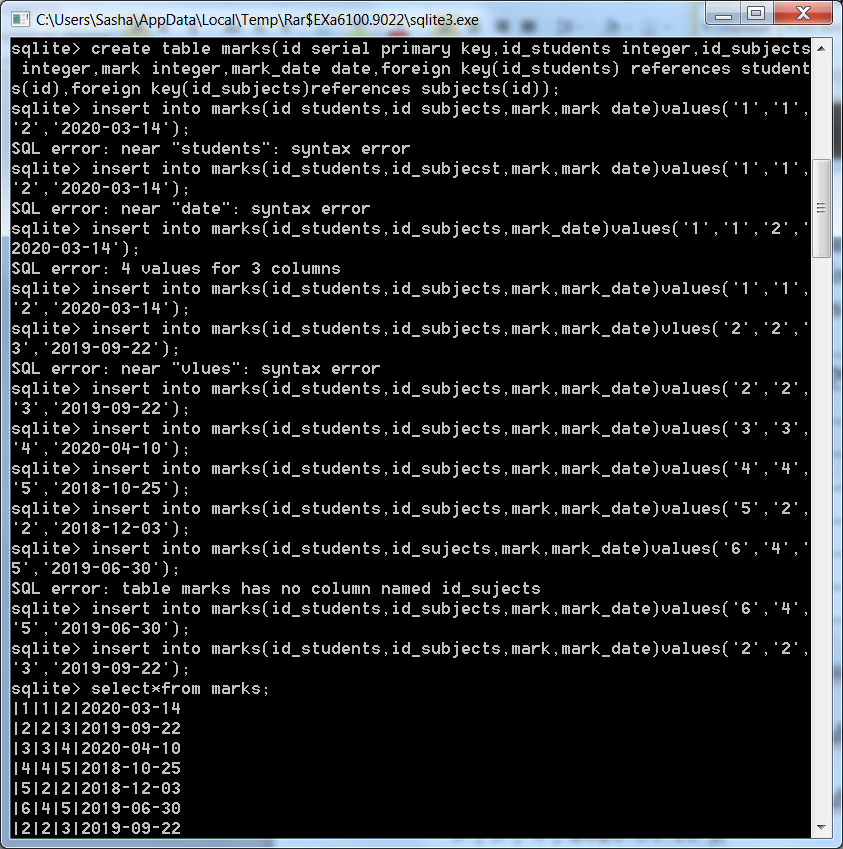 C:\Users\Sasha\AppData\Local\Temp\Rar$EXa6100.9022\sqlite3.exe
sqlite> create table marks(id serial primary key,id_students integer,id_subjects
 integer,mark integer,mark_date date,foreign key(id_students) references student
s(id),foreign key(id_subjects)references subjects(id));
sqlite> insert into marks(id students,id subjects,mark,mark date)values('1','1',
'2','2020-03-14');
SQL error: near "students": syntax error
sqlite> insert into marks(id_students,id_subjecst,mark,mark date)values('1','1',
'2','2020-03-14');
SQL error: near "date": syntax error
sqlite> insert into marks(id_students,id_subjects,mark_date)values('1','1','2','
2020-03-14');
SQL error: 4 values for 3 columns
sqlite> insert into marks(id_students,id_subjects,mark,mark_date)values('1','1',
'2','2020-03-14');
sqlite> insert into marks(id_students,id_subjects,mark,mark_date)vlues('2','2','
3','2019-09-22');
SQL error: near "vlues": syntax error
sqlite> insert into marks(id_students,id_subjects,mark,mark_date)values('2','2',
'3','2019-09-22');
sqlite> insert into marks(id_students,id_subjects,mark,mark_date)values('3','3',
'4','2020-04-10');
sqlite> insert into marks(id_students,id_subjects,mark,mark_date)values('4','4',
'5','2018-10-25');
sqlite> insert into marks(id_students,id_subjects,mark,mark_date)values('5','2',
'2','2018-12-03');
sqlite> insert into marks(id_students,id_sujects,mark,mark_date)values('6','4','
5','2019-06-30');
SQL error: table marks has no column named id_sujects
sqlite> insert into marks(id_students,id_subjects,mark,mark_date)values('6','4',
'5','2019-06-30');
sqlite> insert into marks(id_students,id_subjects,mark,mark_date)values('2','2',
'3','2019-09-22');
sqlite> select*from marks;
|1|1|2|2020-03-14
|2|2|3|2019-09-22
|3|3|4|2020-04-10
|4|4|5|2018-10-25
|5|2|2|2018-12-03
|6|4|5|2019-06-30
|2|2|3|2019-09-22